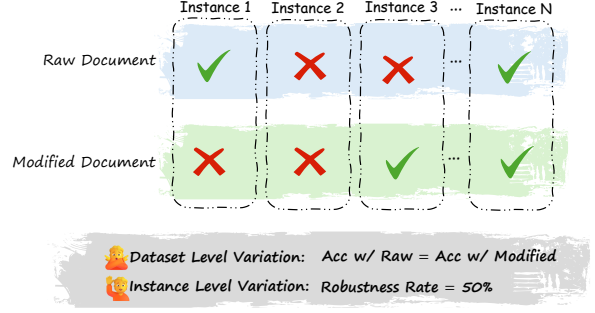 Instance 1 Instance 2 Instance 3 ... Instance N
Raw Document ...
Modified Document ...
Dataset Level Variation: Acc w/ Raw = Acc w/ Modified
Instance Level Variation: Robustness Rate = 50%